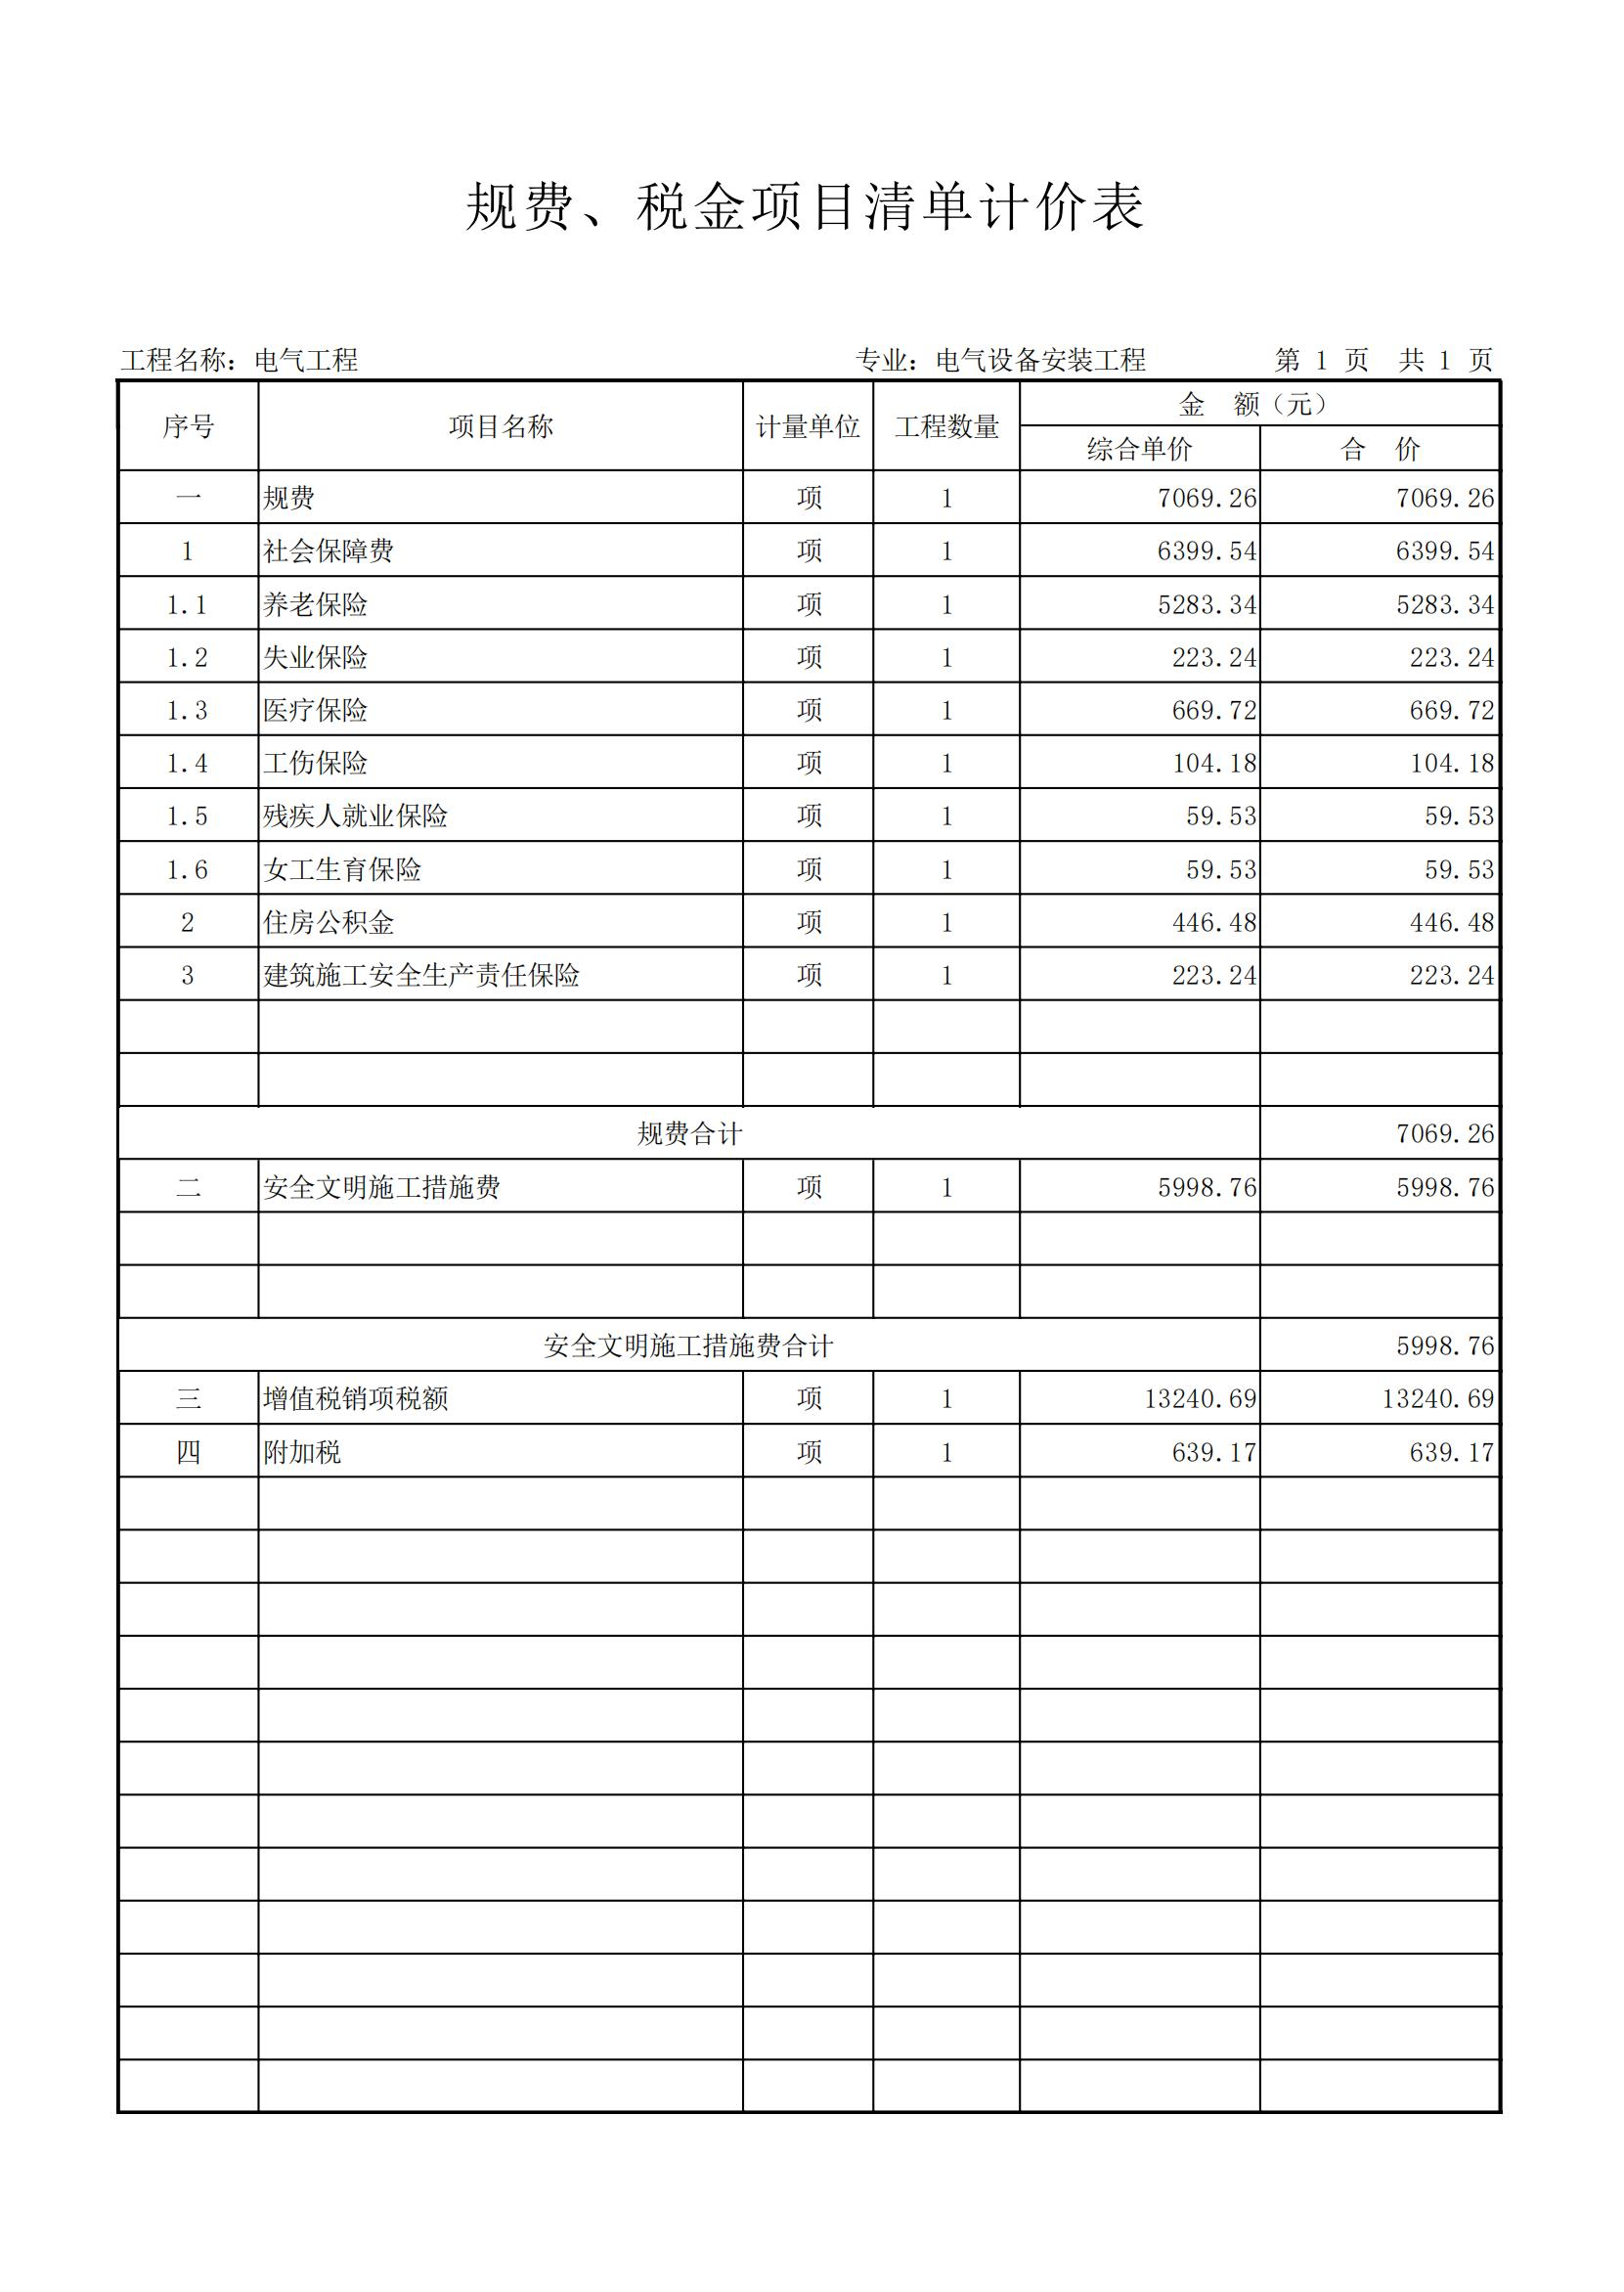 规费、税金项目清单计价表
工程名称：电气工程 专业：电气设备安装工程 第 1 页 共 1 页
序号 项目名称 计量单位 工程数量 金 额（元）
综合单价 合 价
一 规费 项 1 7069.26 7069.26
1 社会保障费 项 1 6399.54 6399.54
1.1 养老保险 项 1 5283.34 5283.34
1.2 失业保险 项 1 223.24 223.24
1.3 医疗保险 项 1 669.72 669.72
1.4 工伤保险 项 1 104.18 104.18
1.5 残疾人就业保险 项 1 59.53 59.53
1.6 女工生育保险 项 1 59.53 59.53
2 住房公积金 项 1 446.48 446.48
3 建筑施工安全生产责任保险 项 1 223.24 223.24
规费合计 7069.26
二 安全文明施工措施费 项 1 5998.76 5998.76
安全文明施工措施费合计 5998.76
三 增值税销项税额 项 1 13240.69 13240.69
四 附加税 项 1 639.17 639.17